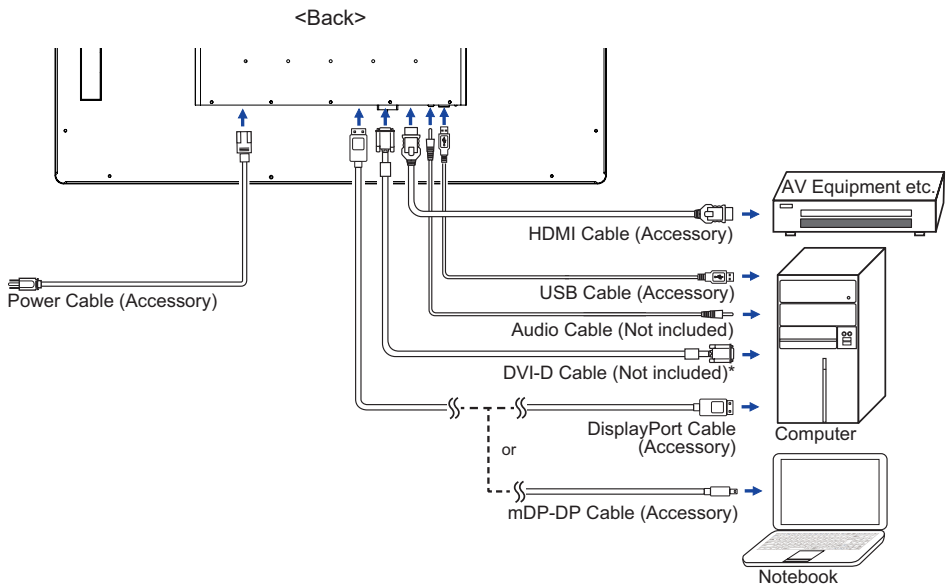 <Back>
AV Equipment etc.
HDMI Cable (Accessory)
Power Cable (Accessory)
USB Cable (Accessory)
Audio Cable (Not included)
DVI-D Cable (Not included)*
DisplayPort Cable
(Accessory)
Computer
or
mDP-DP Cable (Accessory)
Notebook